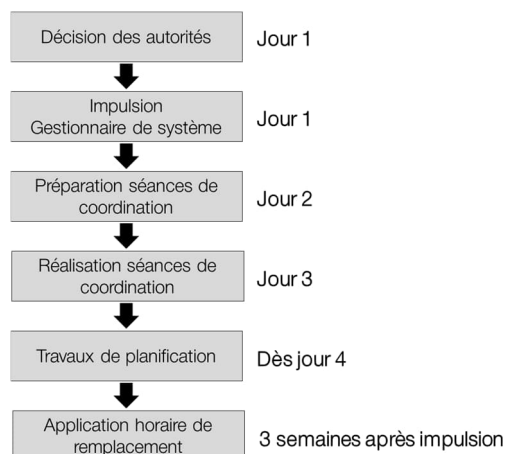 Décision des autorités
Jour 1
Impulsion
Gestionnaire de système
Jour 1
Préparation séances de
coordination
Jour 2
Réalisation séances de
coordination
Jour 3
Travaux de planification
Dès jour 4
Application horaire de
remplacement
3 semaines après impulsion